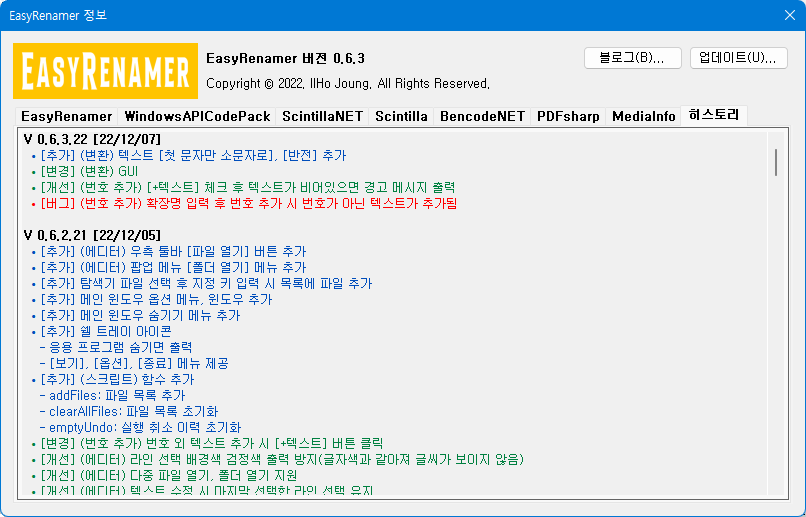 EasyRenamer 정보
EASYRENAMER
EasyRenamer 버젼 0.6.3
Copyright © 2022, IlHo Joung, All Rights Reserved.
블로그(B)...
업데이트(U)...
EasyRenamer WindowsAPICodePack ScintillaNET Scintilla BencodeNET PDFsharp MediaInfo 히스토리
V 0.6.3.22 [22/12/07]
• [추가] (변환) 텍스트 [첫 문자만 소문자로], [반전] 추가
• [변경] (변환) GUI
• [개선] (번호 추가) [+텍스트] 체크 후 텍스트가 비어있으면 경고 메시지 출력
• [버그] (번호 추가) 확장명 입력 후 번호 추가 시 번호가 아닌 텍스트가 추가됨
V 0.6.2.21 [22/12/05]
• [추가] (에디터) 우측 툴바 [파일 열기] 버튼 추가
• [추가] (에디터) 팝업 메뉴 [폴더 열기] 메뉴 추가
• [추가] 탐색기 파일 선택 후 지정 키 입력 시 목록에 파일 추가
• [추가] 메인 윈도우 옵션 메뉴, 윈도우 추가
• [추가] 메인 윈도우 숨기기 메뉴 추가
• [추가] 쉘 트레이 아이콘
- 응용 프로그램 숨기면 출력
- [보기], [옵션], [종료] 메뉴 제공
• [추가] (스크립트) 함수 추가
- addFiles: 파일 목록 추가
- clearAllFiles: 파일 목록 초기화
- emptyUndo: 실행 취소 이력 초기화
• [변경] (번호 추가) 번호 외 텍스트 추가 시 [+텍스트] 버튼 클릭
• [개선] (에디터) 라인 선택 배경색 검정색 출력 방지(글자색과 같아져 글씨가 보이지 않음)
• [개선] (에디터) 다중 파일 열기, 폴더 열기 지원
• [개선] (에디터) 텍스트 수정 시 마지막 선택한 라인 선택 유지